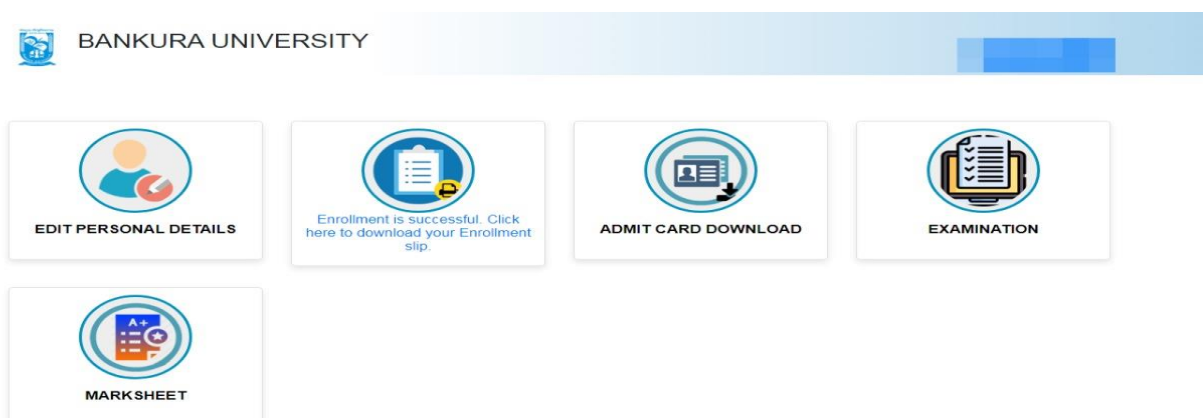 BANKURA UNIVERSITY
EDIT PERSONAL DETAILS
Enrollment is successful. Click
here to download your Enrollment
slip.
ADMIT CARD DOWNLOAD
EXAMINATION
A+
MARKSHEET